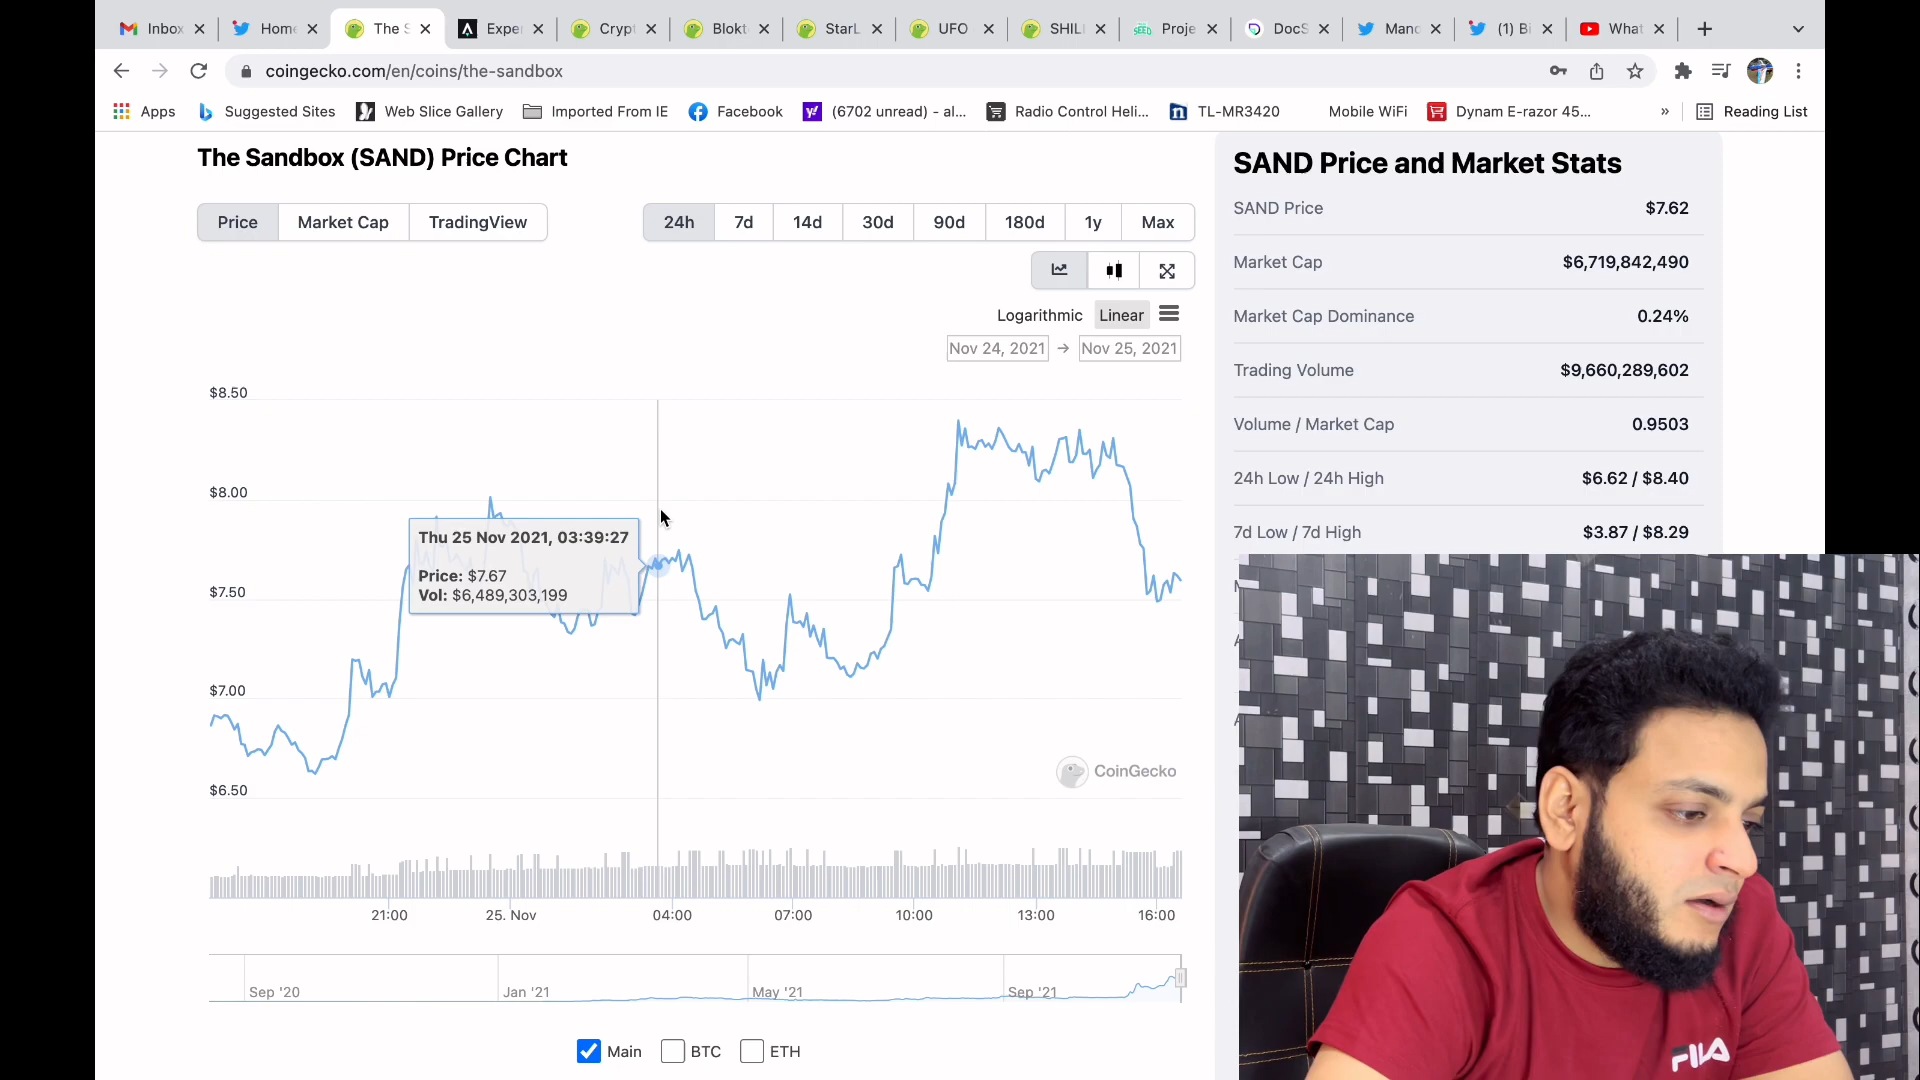 Inbox
Home
The S
Expe
Crypt
Blokt
StarL
UFO
SHIL
SEED
Proje
DocS
Manc
(1) Bi
What
coingecko.com/en/coins/the-sandbox
Apps
Suggested Sites
Web Slice Gallery
Imported From IE
Facebook
(6702 unread) - al...
Radio Control Heli...
TL-MR3420
Mobile WiFi
Dynam E-razor 45...
»
Reading List
The Sandbox (SAND) Price Chart
Price
Market Cap
TradingView
24h
7d
14d
30d
90d
180d
1y
Max
Logarithmic
Linear
Nov 24, 2021 → Nov 25, 2021
$8.50
$8.00
$7.50
$7.00
$6.50
Thu 25 Nov 2021, 03:39:27
Price: $7.67
Vol: $6,489,303,199
CoinGecko
21:00
25. Nov
04:00
07:00
10:00
13:00
16:00
Sep '20
Jan '21
May '21
Sep '21
Main
BTC
ETH
SAND Price and Market Stats
SAND Price $7.62
Market Cap $6,719,842,490
Market Cap Dominance 0.24%
Trading Volume $9,660,289,602
Volume / Market Cap 0.9503
24h Low / 24h High $6.62 / $8.40
7d Low / 7d High $3.87 / $8.29
FILA